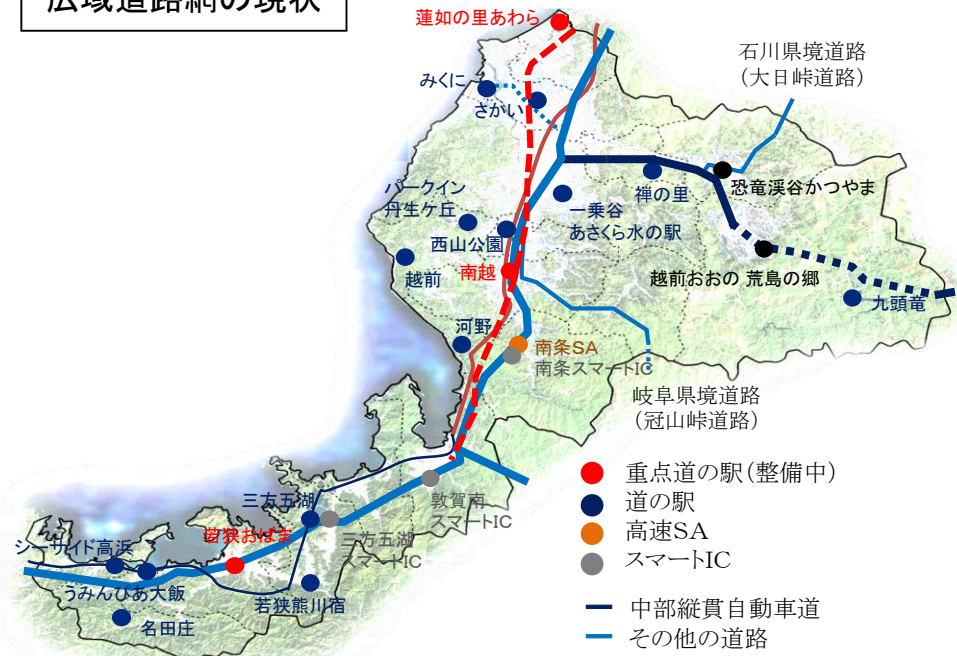 広域道路網の現状
蓮如の里あわら
石川県境道路
（大日峠道路）
みくに
さかい
恐竜渓谷かつやま
禅の里
パークイン
丹生ケ丘
一乗谷
あさくら水の駅
西山公園
南越
越前
越前おおの 荒島の郷
九頭竜
河野
南条SA
南条スマートIC
岐阜県境道路
（冠山峠道路）
三方五湖
敦賀南
スマートIC
若狭おばま
三方五湖
スマートIC
シーサイド高浜
うみんぴあ大飯
若狭熊川宿
名田庄
重点道の駅（整備中）
道の駅
高速SA
スマートIC
中部縦貫自動車道
その他の道路